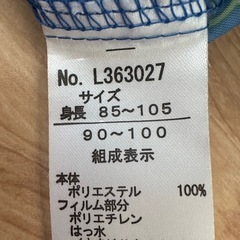 No. L363027
サイズ
身長 85～105
90～100
組成表示
本体
ポリエステル 100%
フィルム部分
ポリエチレン
はっ水